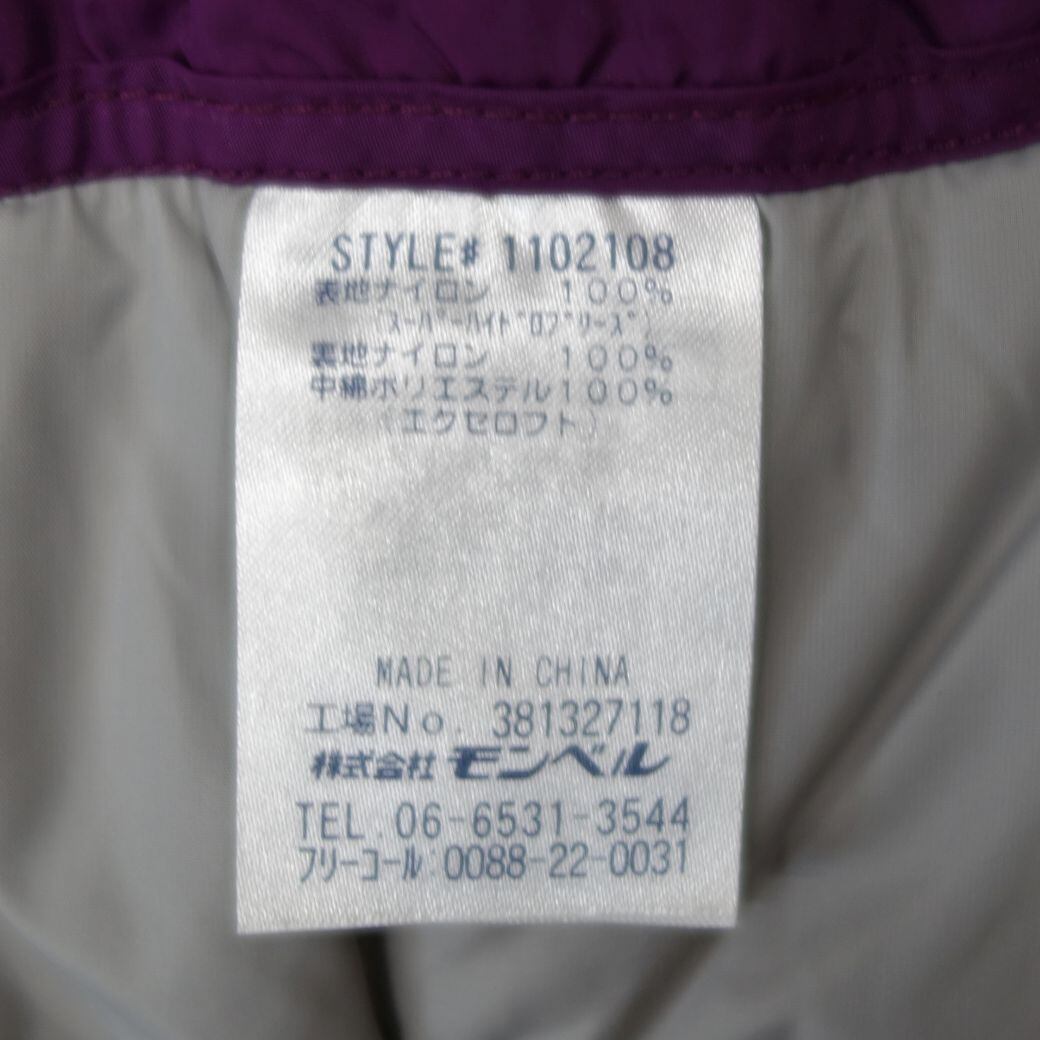 STYLE# 1102108
表地ナイロン 100%
(スーパーハイドロブリーズ)
裏地ナイロン 100%
中綿ポリエステル100%
(エクセロフト)
MADE IN CHINA
工場No. 381327118
株式会社モンベル
TEL.06-6531-3544
フリーコール:0088-22-0031